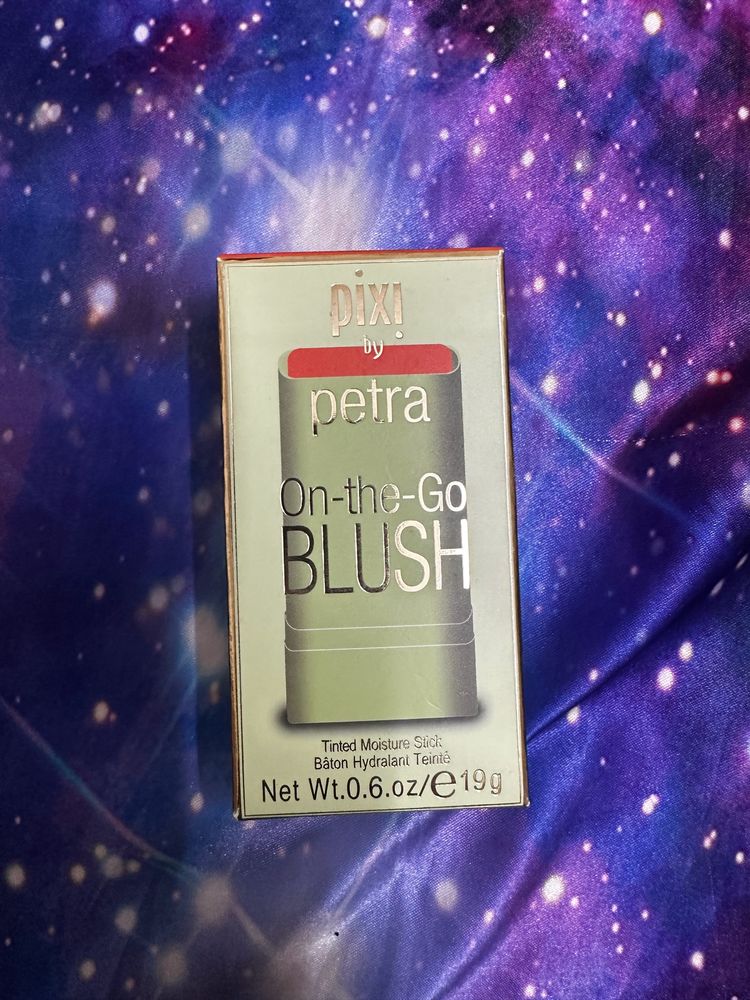 pixi
by
petra
On-the-Go
BLUSH
Tinted Moisture Stick
Bâton Hydralant Teinté
Net Wt.0.6.oz/℮19g